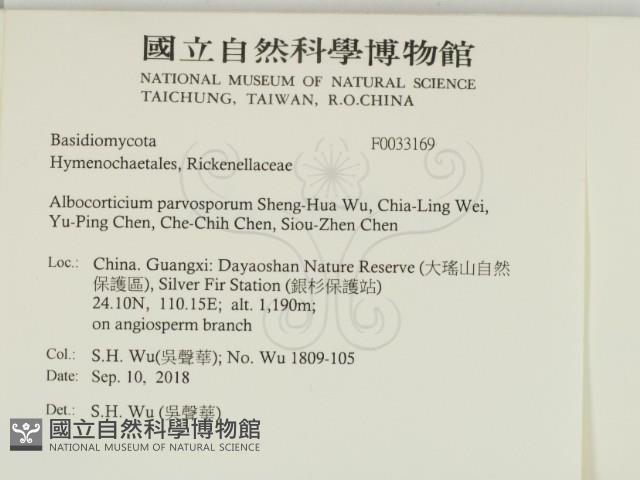 國立自然科學博物館
NATIONAL MUSEUM OF NATURAL SCIENCE
TAICHUNG, TAIWAN, R.O.CHINA
Basidiomycota F0033169
Hymenochaetales, Rickenellaceae
Albocorticium parvosporum Sheng-Hua Wu, Chia-Ling Wei,
Yu-Ping Chen, Che-Chih Chen, Siou-Zhen Chen
Loc.: China. Guangxi: Dayaoshan Nature Reserve (大瑤山自然
保護區), Silver Fir Station (銀杉保護站)
24.10N, 110.15E; alt. 1,190m;
on angiosperm branch
Col.: S.H. Wu(吳聲華); No. Wu 1809-105
Date: Sep. 10, 2018
Det.: S.H. Wu (吳聲華)
國立自然科學博物館
NATIONAL MUSEUM OF NATURAL SCIENCE